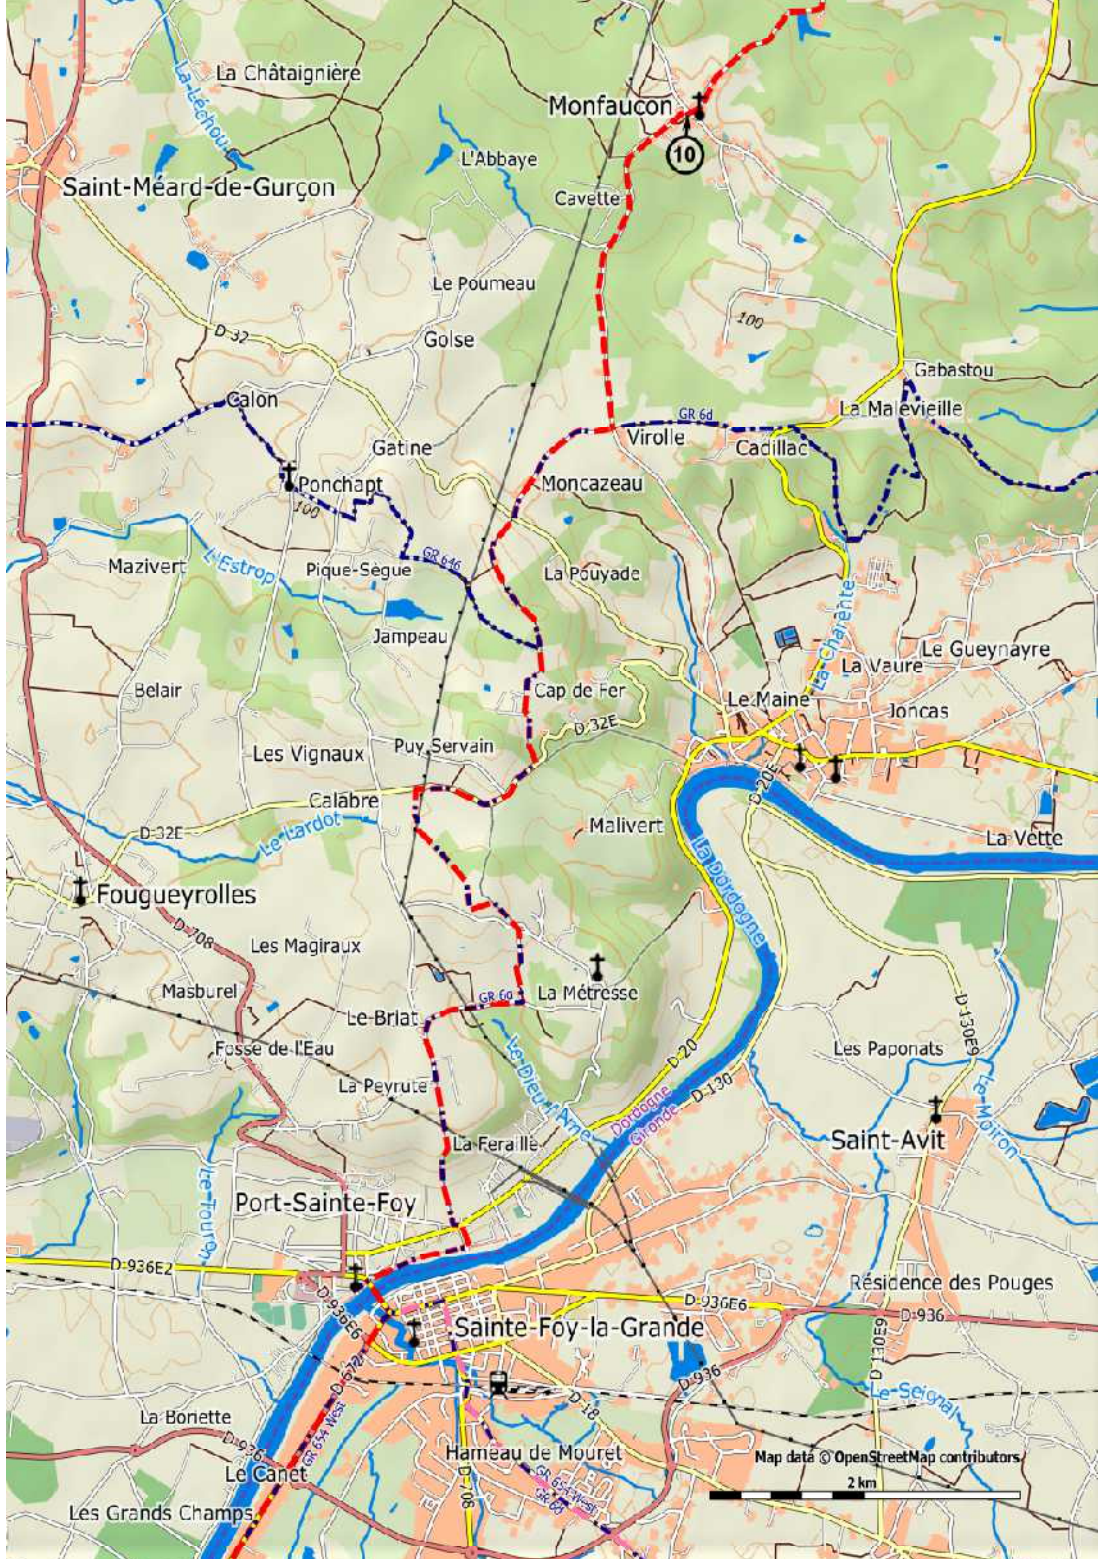 La Châtaignière
La Léchou
Monfaucon
10
L'Abbaye
Saint-Méard-de-Gurçon
Cavette
Le Poumeau
100
D 32
Golse
Gabastou
Calon
GR 6d
La Malevieille
Virolle
Gatine
Cadillac
Ponchapt
Moncazeau
100
Mazivert
L'Estrop
GR 646
Pique-Sègue
La Pouyade
La Charente
Jampeau
Le Gueynayre
La Vaure
Belair
Cap de Fer
Le Maine
Joncas
D 32E
Les Vignaux
Puy Servain
D 20E
Calabre
D 32E
Le Lardot
Malivert
La Vette
La Dordogne
Fougueyrolles
D 708
Les Magiraux
Masburel
GR 6d
La Métresse
Le Briat
D 130E9
Fosse de l'Eau
Le Dieu l'Ame
D 20
Les Paponats
La Peyrute
D 130
Dordogne
Gironde
Le Moiron
La Feraille
Saint-Avit
Le Touron
Port-Sainte-Foy
D 936E2
Résidence des Pouges
D 936E6
D 936
D 936E6
Sainte-Foy-la-Grande
D 130E9
D 672
D 936
Le Seignal
D 18
La Boriette
GR 654 West
D 936
Hameau de Mouret
Map data © OpenStreetMap contributors
Le Canet
GR 654 West
GR 6d
2 km
D 708
Les Grands Champs